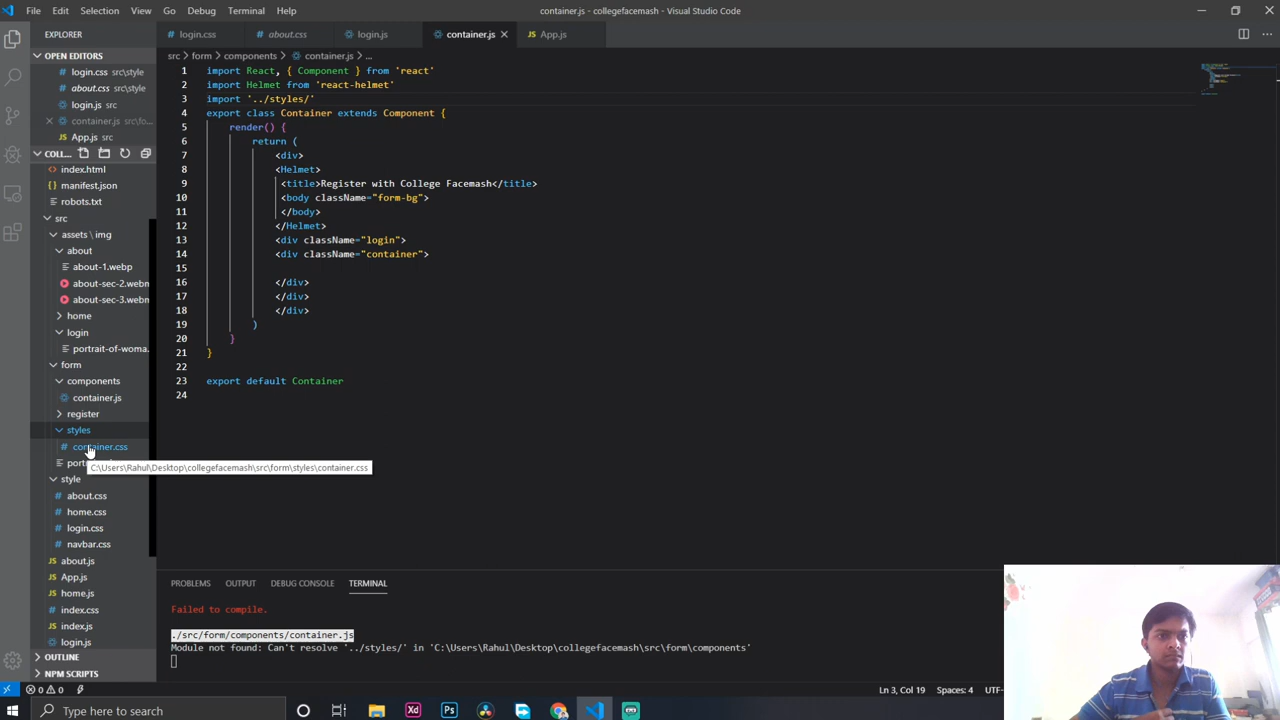 File Edit Selection View Go Debug Terminal Help
container.js - collegefacemash - Visual Studio Code
EXPLORER
OPEN EDITORS
login.css src\style
about.css src\style
login.js src
container.js src\fo...
App.js src
COLL...
index.html
manifest.json
robots.txt
src
assets \ img
about
about-1.webp
about-sec-2.webn
about-sec-3.webn
home
login
portrait-of-woma...
form
components
container.js
register
styles
container.css
C:\Users\Rahul\Desktop\collegefacemash\src\form\styles\container.css
style
about.css
home.css
login.css
navbar.css
about.js
App.js
home.js
index.css
index.js
login.js
OUTLINE
NPM SCRIPTS
login.css about.css login.js container.js App.js
src > form > components > container.js > ...
1 import React, { Component } from 'react'
2 import Helmet from 'react-helmet'
3 import '../styles/'
4 export class Container extends Component {
5 render() {
6 return (
7 <div>
8 <Helmet>
9 <title>Register with College Facemash</title>
10 <body className="form-bg">
11 </body>
12 </Helmet>
13 <div className="login">
14 <div className="container">
15
16 </div>
17 </div>
18 </div>
19 )
20 }
21 }
22
23 export default Container
24
PROBLEMS OUTPUT DEBUG CONSOLE TERMINAL
Failed to compile.
./src/form/components/container.js
Module not found: Can't resolve '../styles/' in 'C:\Users\Rahul\Desktop\collegefacemash\src\form\components'
0 0
Ln 3, Col 19 Spaces: 4 UTF-
Type here to search
Xd Ps